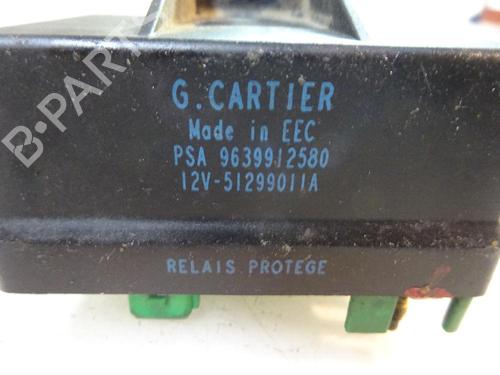 G.CARTIER
Made in EEC
PSA 9639912580
12V-51299011A
RELAIS PROTEGE
B-PARTS